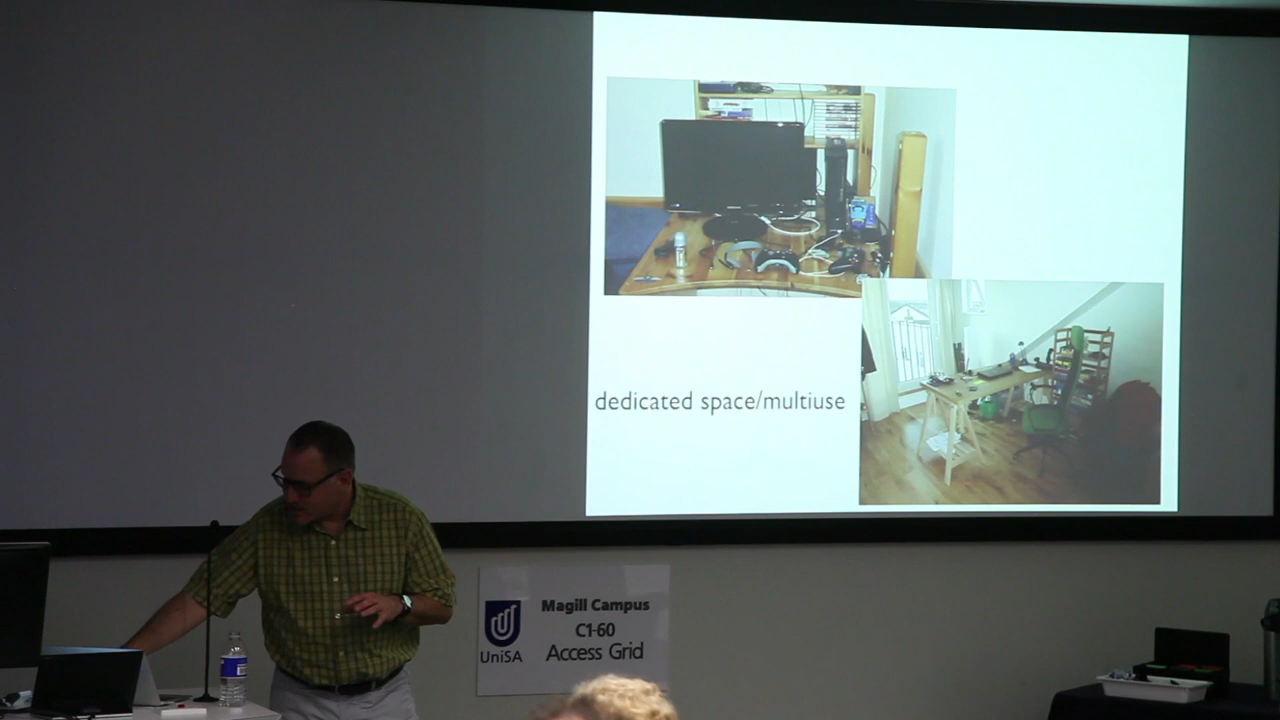 dedicated space/multiuse
Magill Campus
C1-60
Access Grid
UniSA